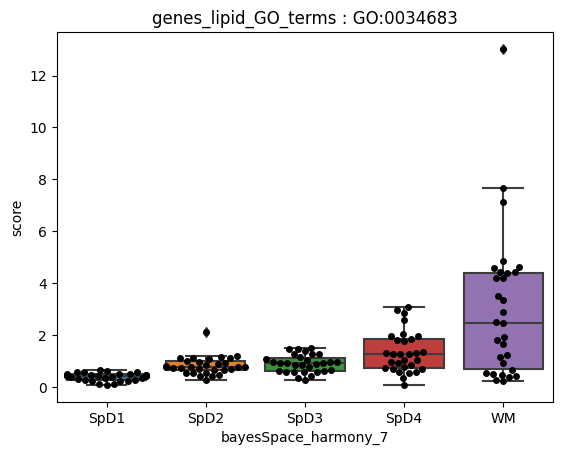 genes_lipid_GO_terms : GO:0034683
score
12
10
8
6
4
2
0
SpD1 SpD2 SpD3 SpD4 WM
bayesSpace_harmony_7